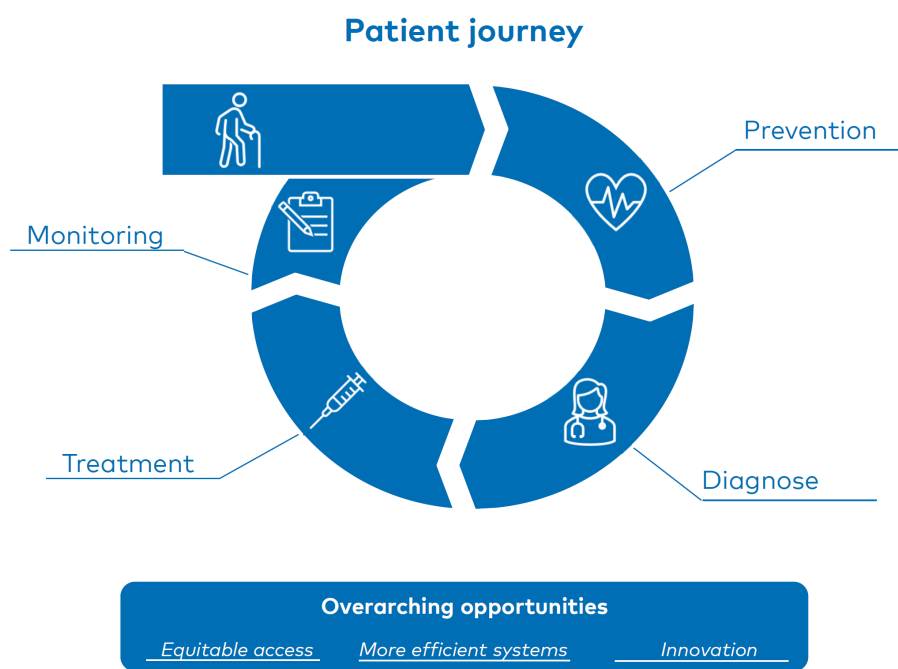 Patient journey
Prevention
Monitoring
Treatment
Diagnose
Overarching opportunities
Equitable access
More efficient systems
Innovation